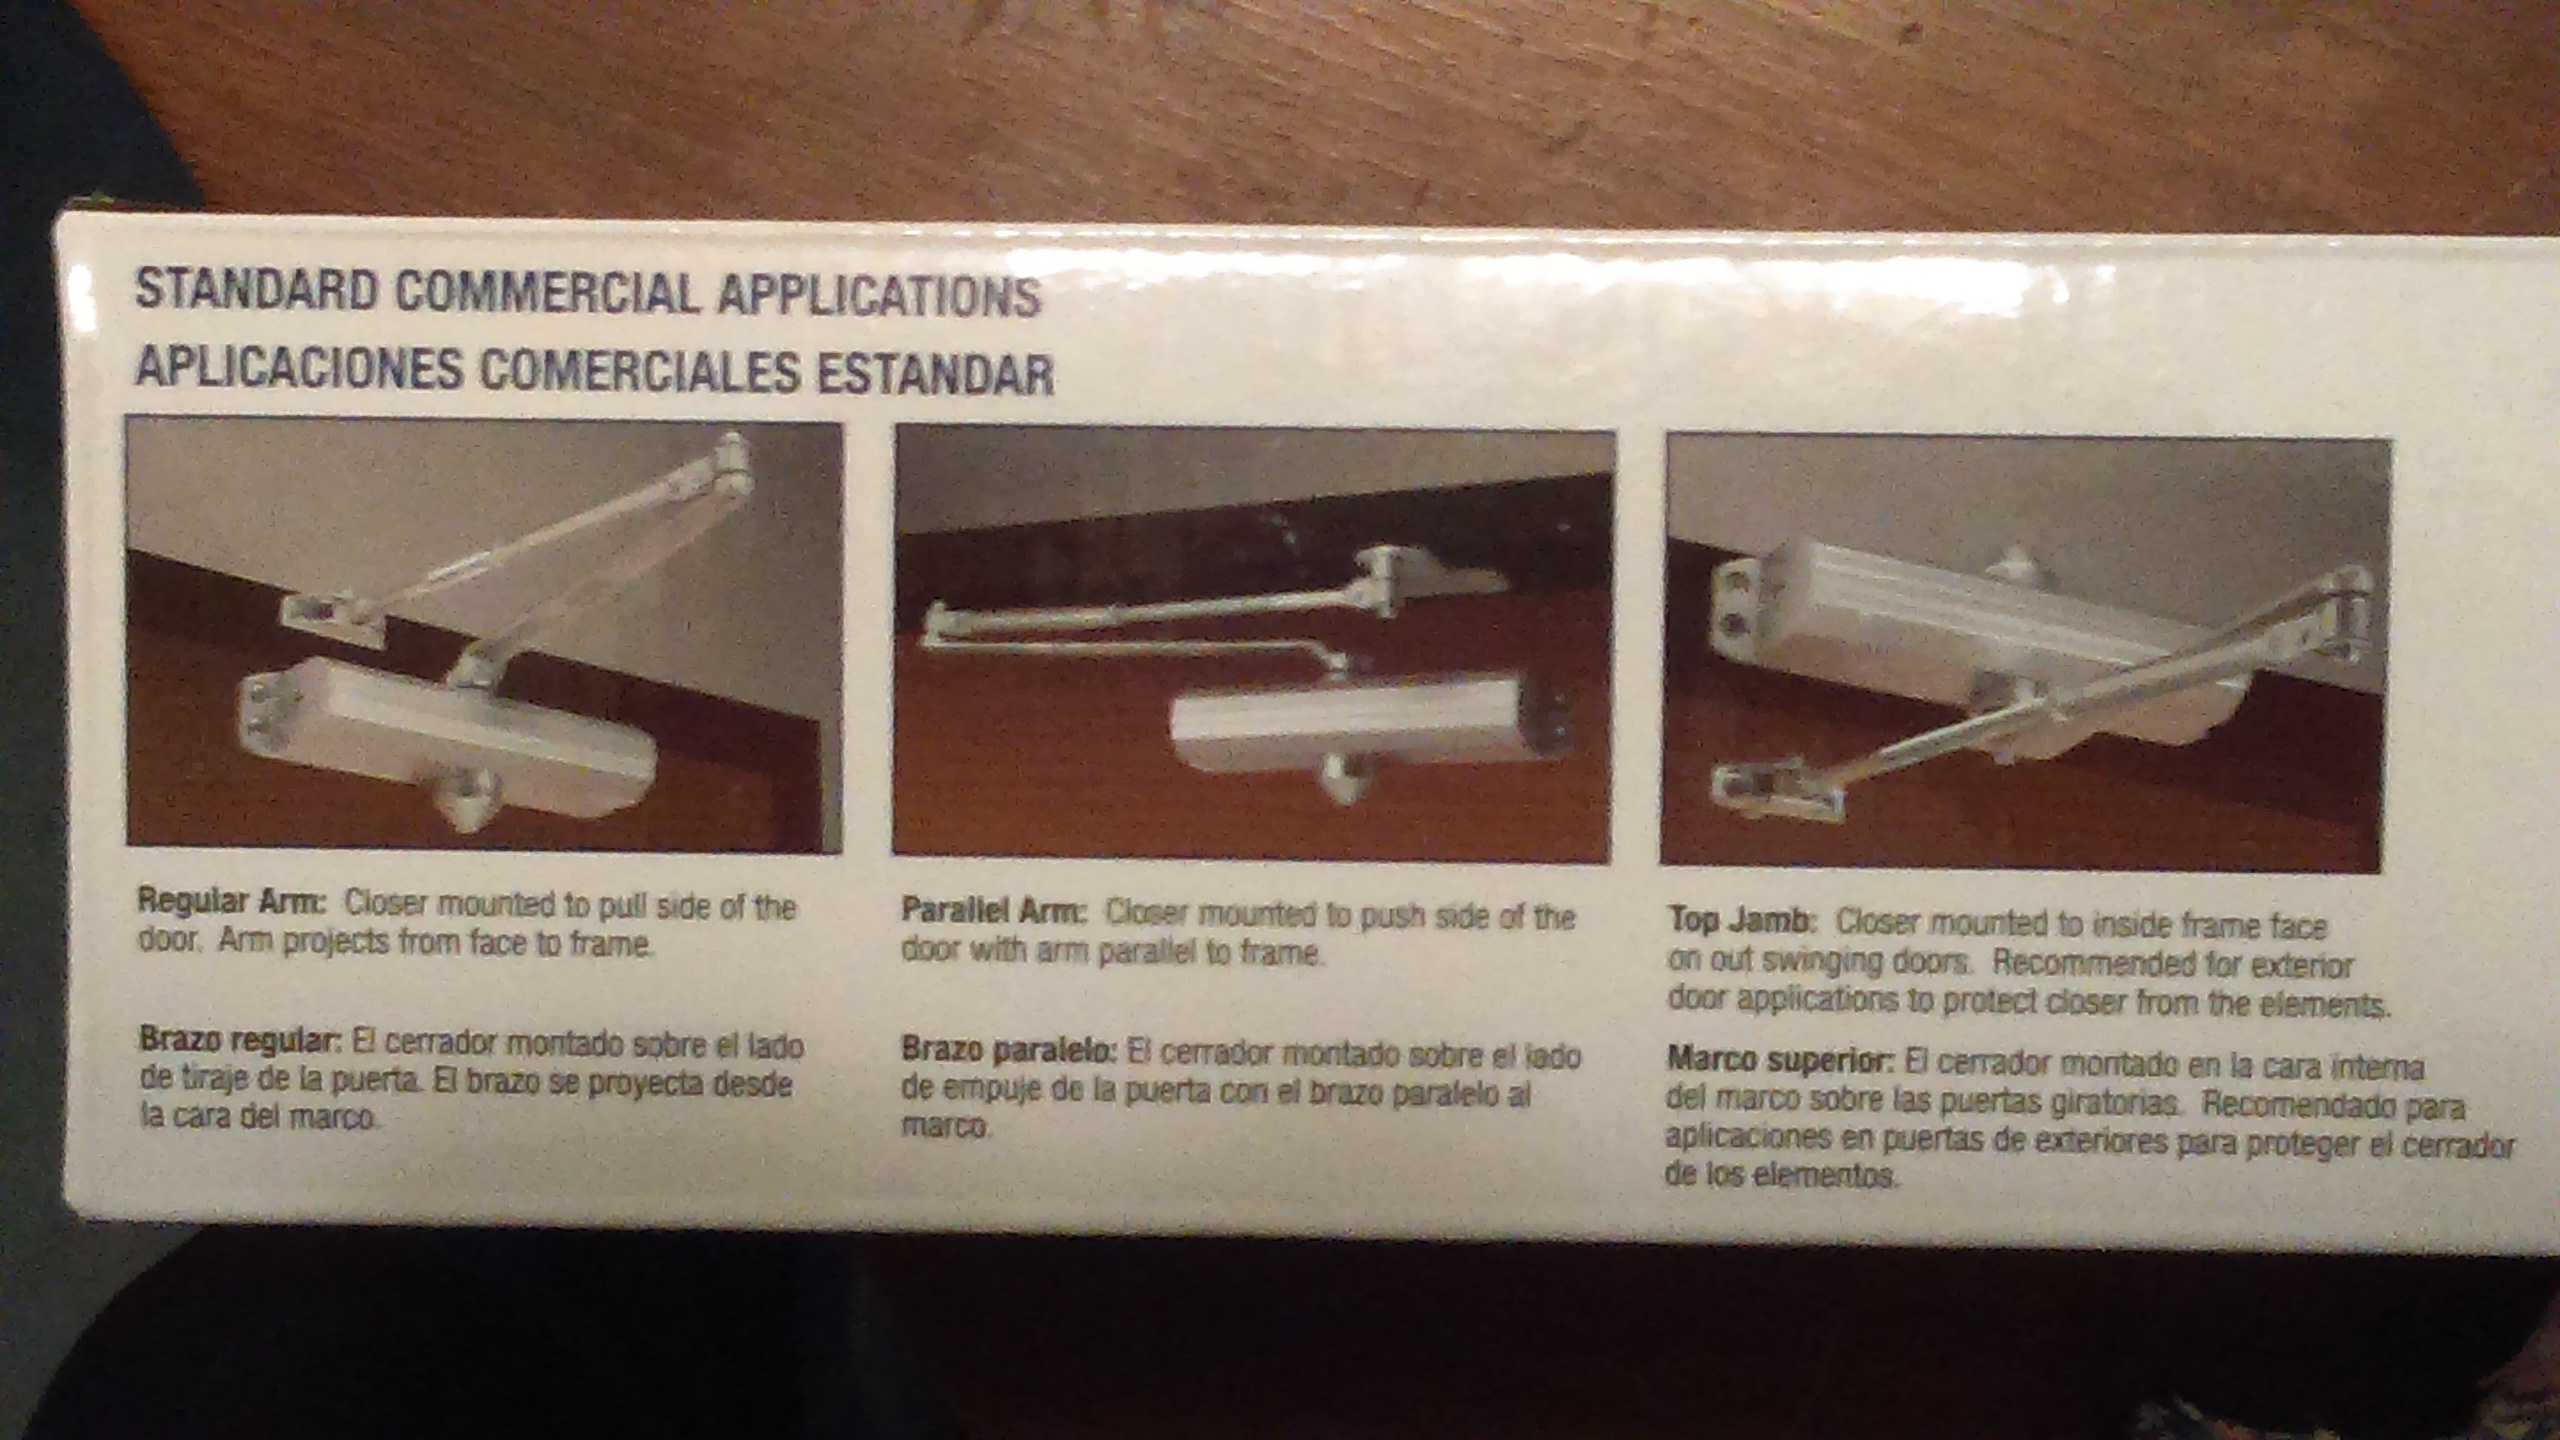 STANDARD COMMERCIAL APPLICATIONS
APLICACIONES COMERCIALES ESTANDAR
Regular Arm: Closer mounted to pull side of the
door. Arm projects from face to frame.
Brazo regular: El cerrador montado sobre el lado
de tiraje de la puerta. El brazo se proyecta desde
la cara del marco.
Parallel Arm: Closer mounted to push side of the
door with arm parallel to frame.
Brazo paralelo: El cerrador montado sobre el lado
de empuje de la puerta con el brazo paralelo al
marco.
Top Jamb: Closer mounted to inside frame face
on out swinging doors. Recommended for exterior
door applications to protect closer from the elements.
Marco superior: El cerrador montado en la cara interna
del marco sobre las puertas giratorias. Recomendado para
aplicaciones en puertas de exteriores para proteger el cerrador
de los elementos.